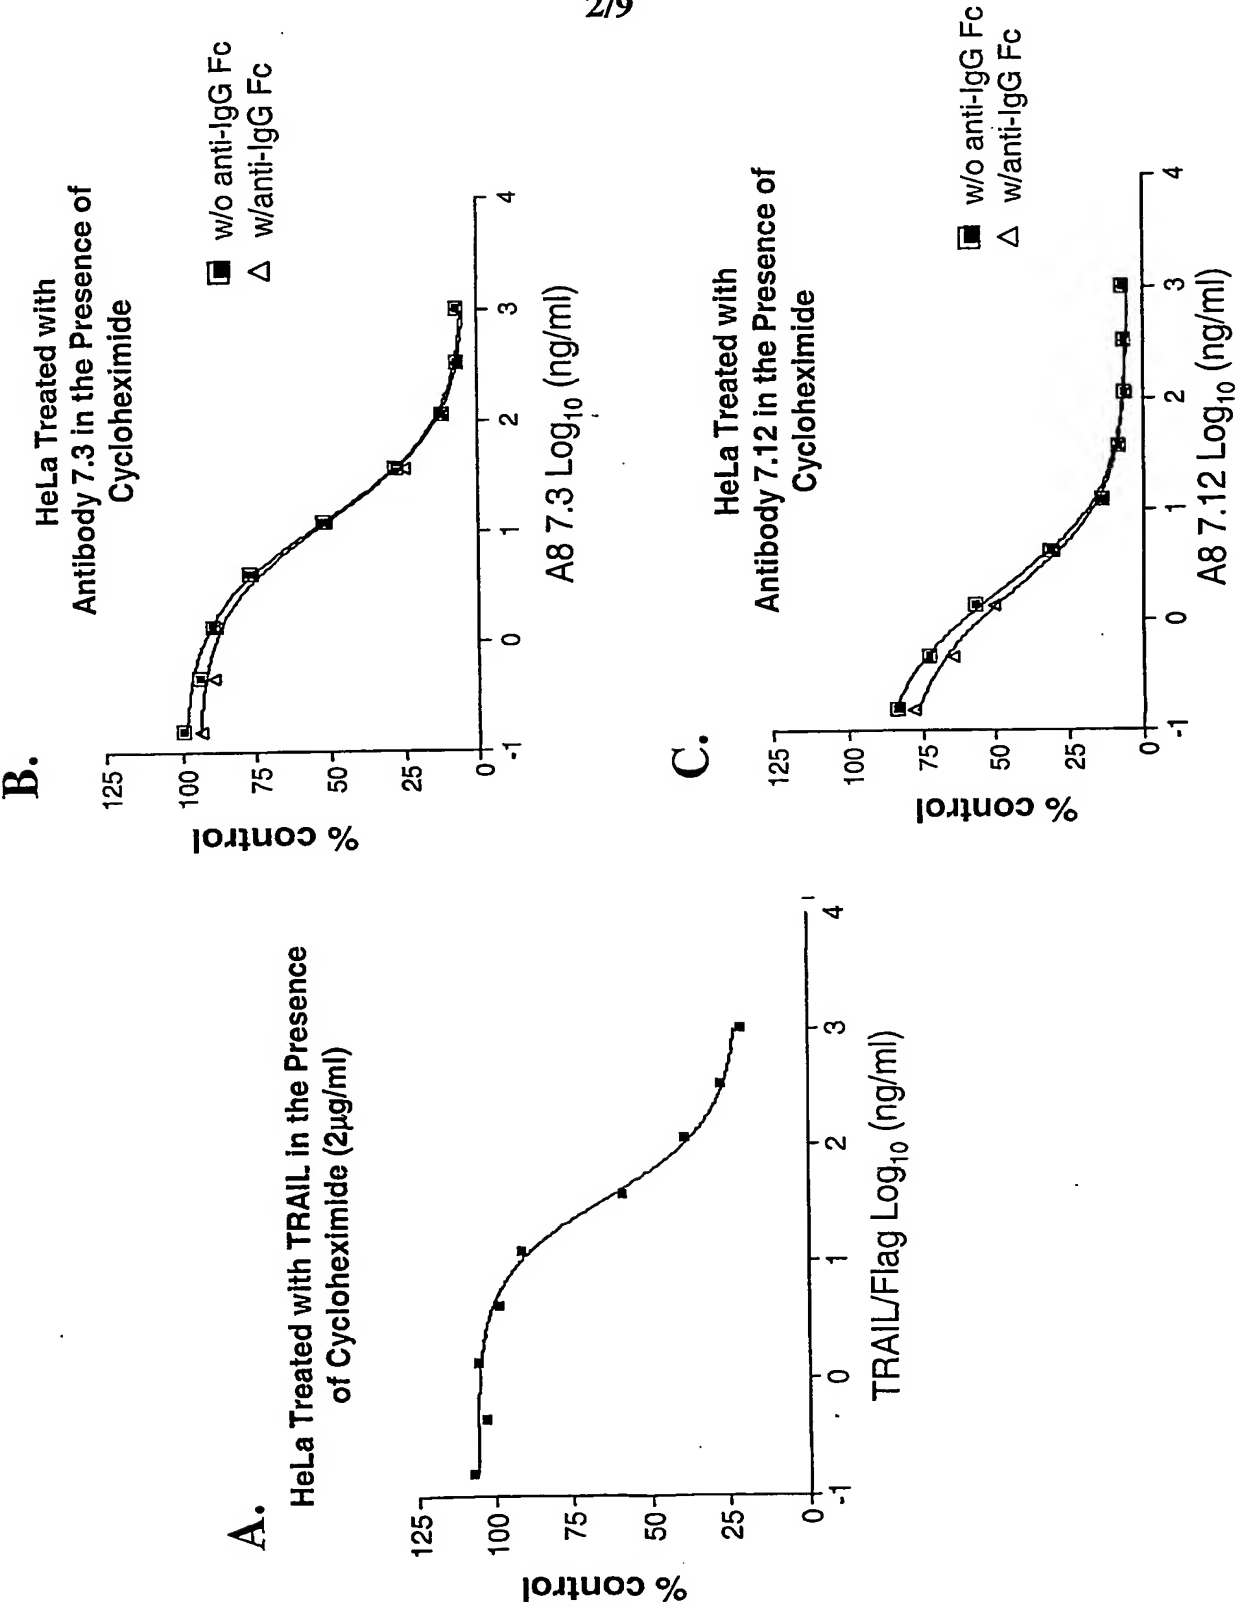 2/9
A.
HeLa Treated with TRAIL in the Presence
of Cycloheximide (2µg/ml)
% control
125
100
75
50
25
0
-1
0
1
2
3
4
TRAIL/Flag Log10 (ng/ml)
B.
HeLa Treated with
Antibody 7.3 in the Presence of
Cycloheximide
w/o anti-IgG Fc
w/anti-IgG Fc
% control
125
100
75
50
25
0
-1
0
1
2
3
4
A8 7.3 Log10 (ng/ml)
C.
HeLa Treated with
Antibody 7.12 in the Presence of
Cycloheximide
w/o anti-IgG Fc
w/anti-IgG Fc
% control
125
100
75
50
25
0
-1
0
1
2
3
4
A8 7.12 Log10 (ng/ml)